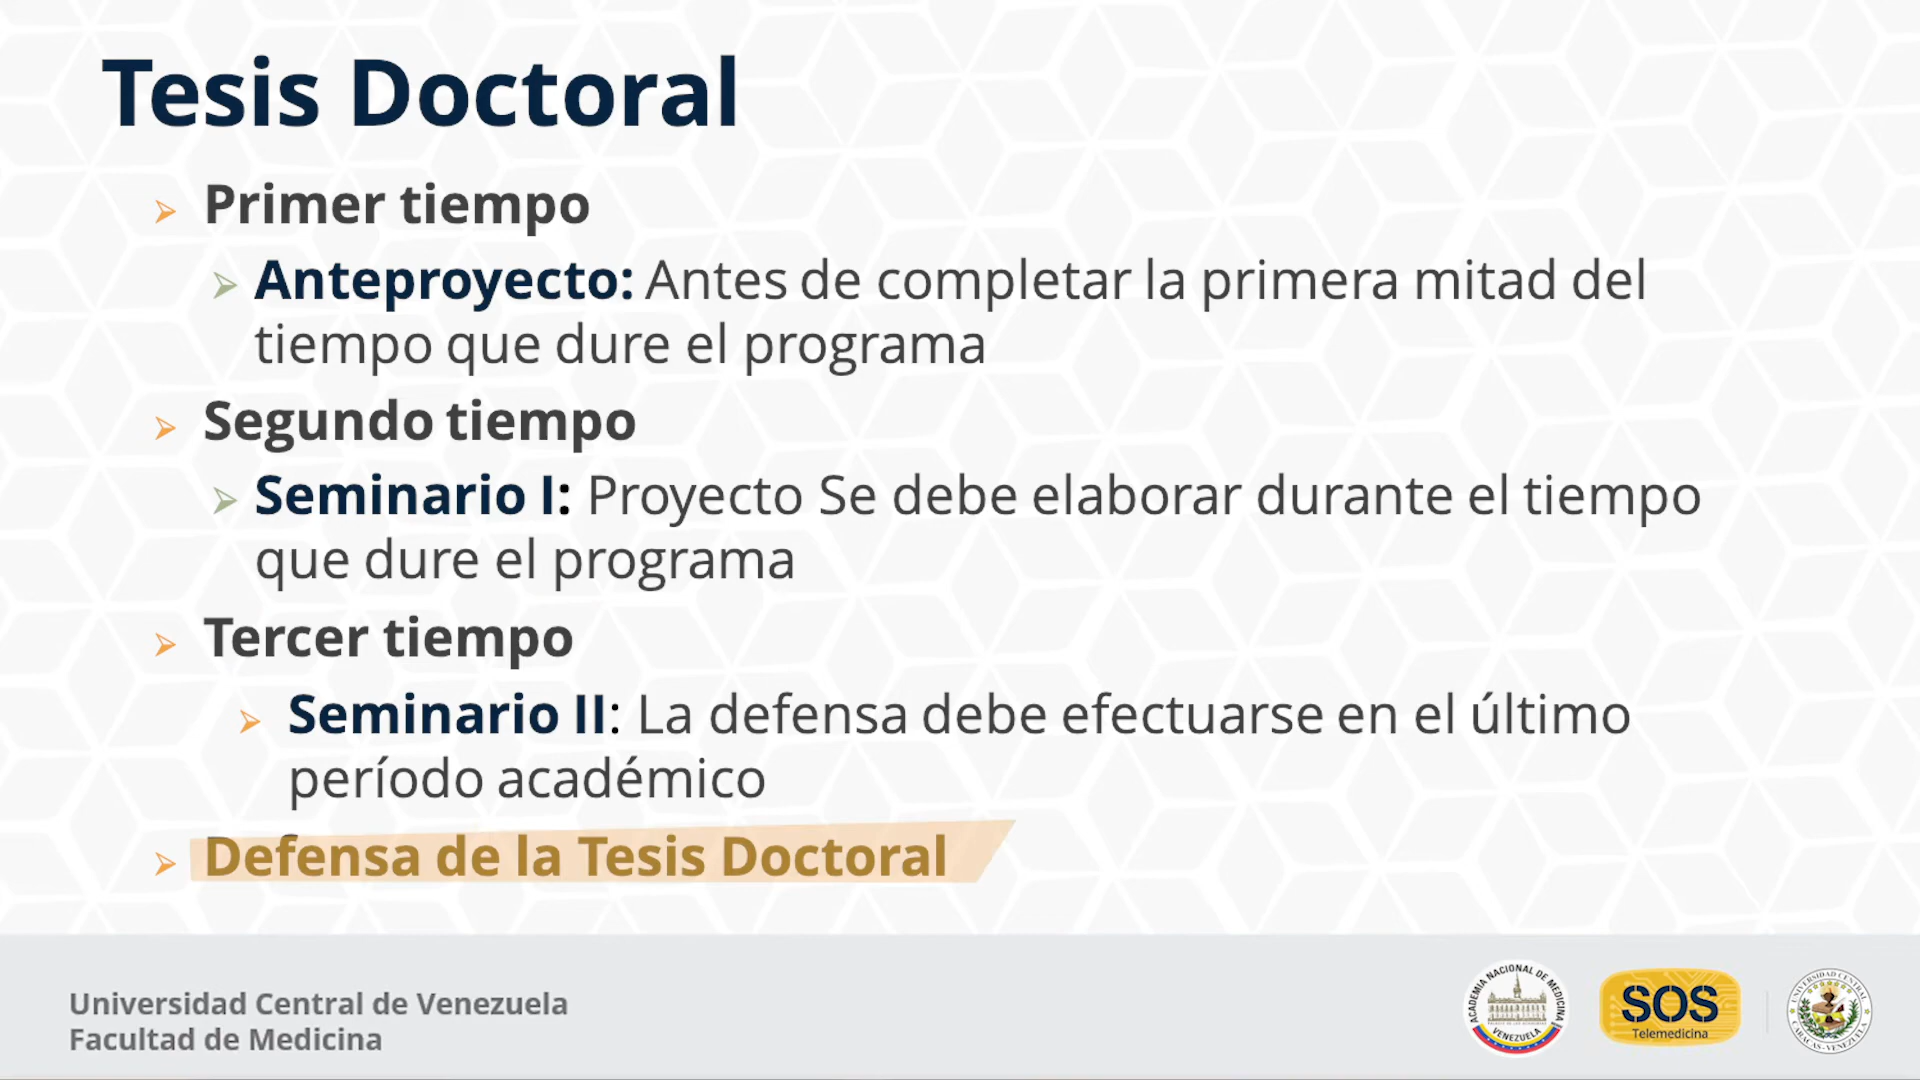 Tesis Doctoral
Primer tiempo
Anteproyecto: Antes de completar la primera mitad del
tiempo que dure el programa
Segundo tiempo
Seminario I: Proyecto Se debe elaborar durante el tiempo
que dure el programa
Tercer tiempo
Seminario II: La defensa debe efectuarse en el último
período académico
Defensa de la Tesis Doctoral
Universidad Central de Venezuela
Facultad de Medicina
ACADEMIA NACIONAL DE MEDICINA
VENEZUELA
SOS
Telemedicina
UNIVERSIDAD CENTRAL
CARACAS - VENEZUELA